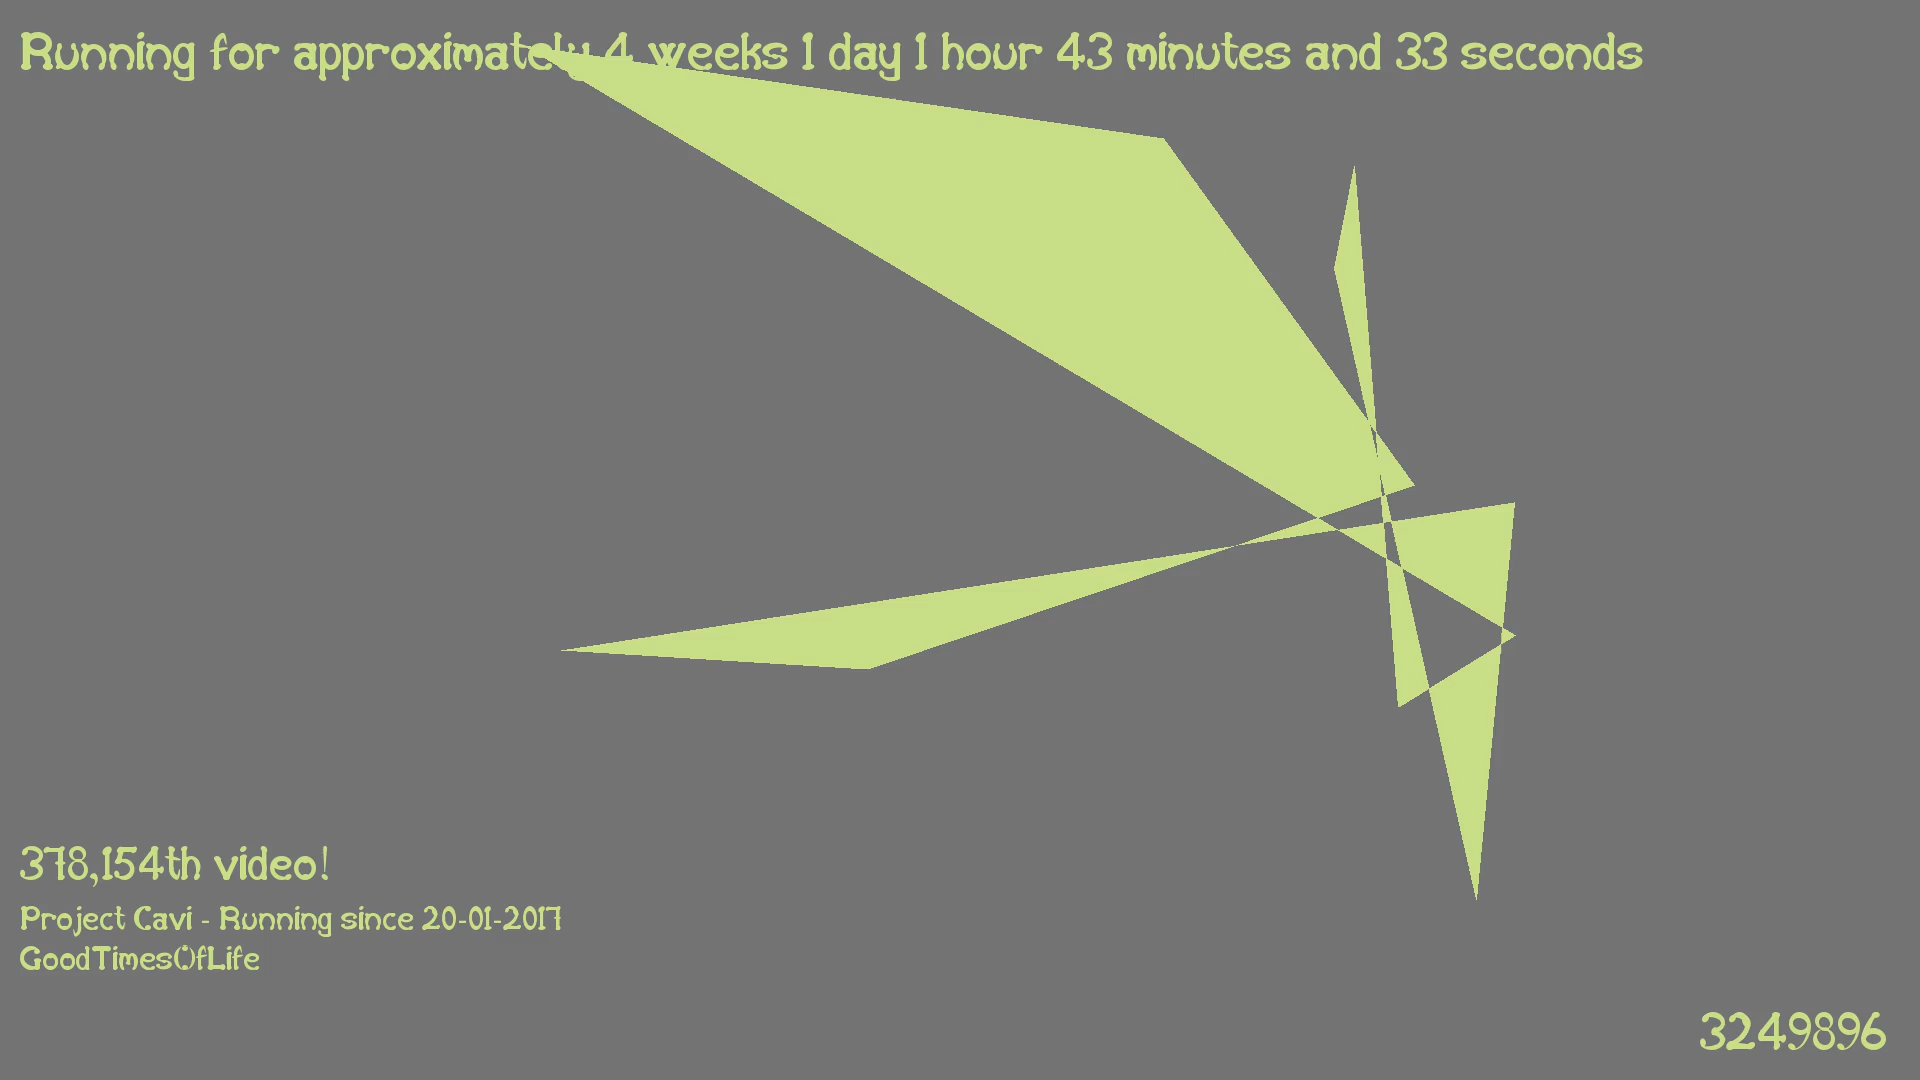 Running for approximately 4 weeks 1 day 1 hour 43 minutes and 33 seconds
378,154th video!
Project Cavi - Running since 20-01-2017
GoodTimesOfLife
3249896